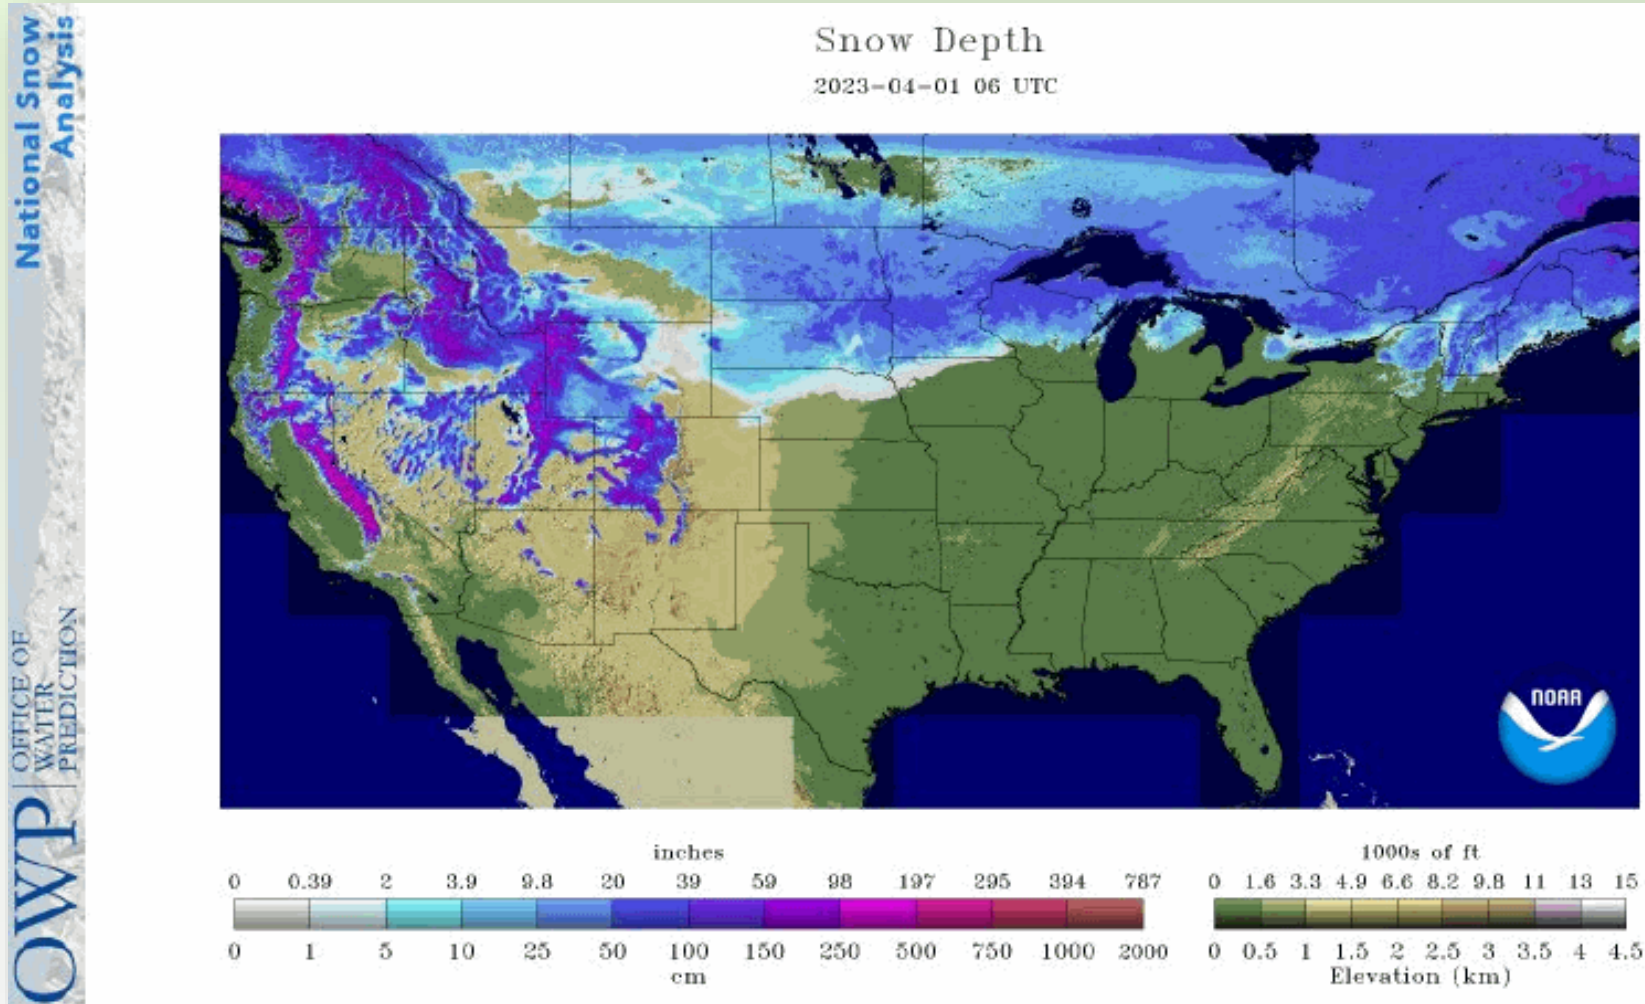 National Snow
Analysis
OFFICE OF
WATER
PREDICTION
OWP
Snow Depth
2023-04-01 06 UTC
NOAA
inches
0 0.39 2 3.9 9.8 20 39 59 98 197 295 394 787
0 1 5 10 25 50 100 150 250 500 750 1000 2000
cm
1000s of ft
0 1.6 3.3 4.9 6.6 8.2 9.8 11 13 15
0 0.5 1 1.5 2 2.5 3 3.5 4 4.5
Elevation (km)